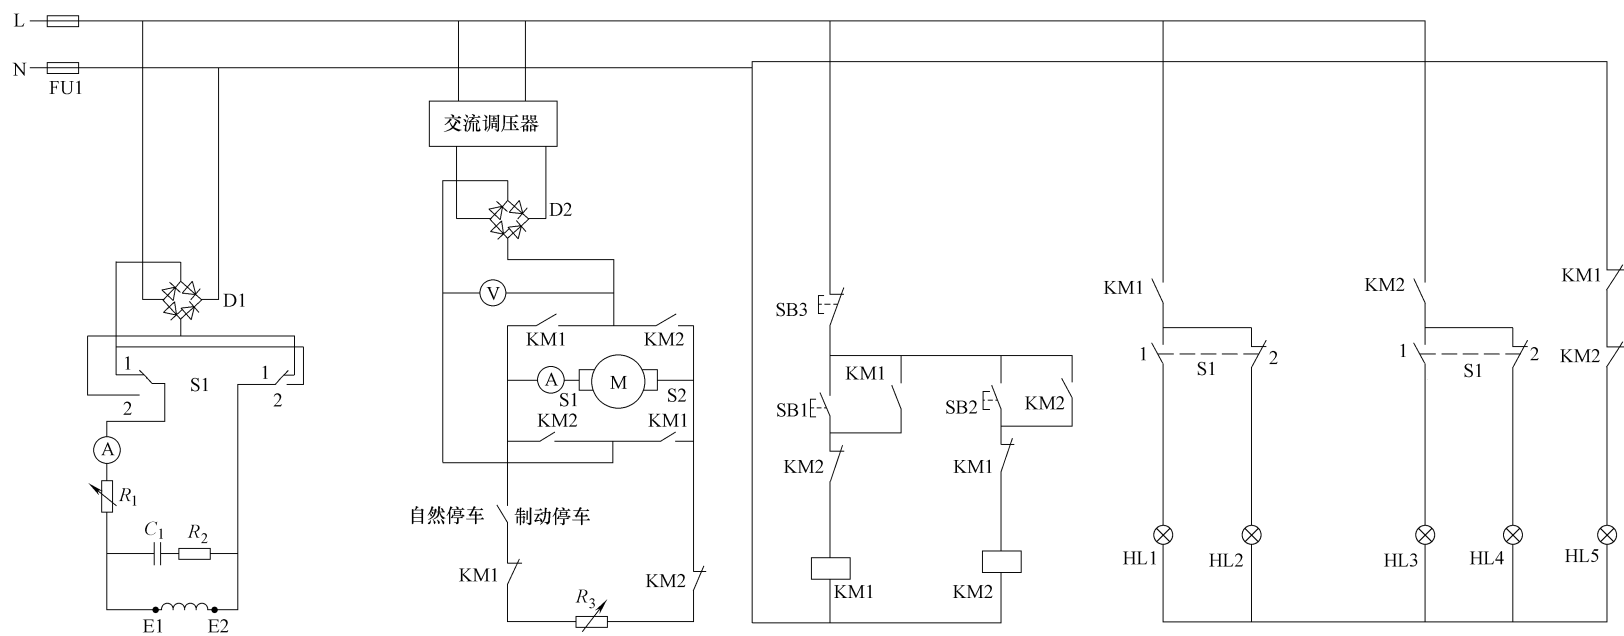 L
N
FU1
交流调压器
D2
D1
V
KM1
KM2
1
S1
1
2
2
A
M
S1
S2
KM2
KM1
A
R1
C1
R2
自然停车
制动停车
KM1
KM2
R3
E1
E2
SB3
KM1
SB1
SB2
KM2
KM2
KM1
KM1
KM2
KM1
1
S1
2
HL1
HL2
KM2
1
S1
2
HL3
HL4
KM1
KM2
HL5